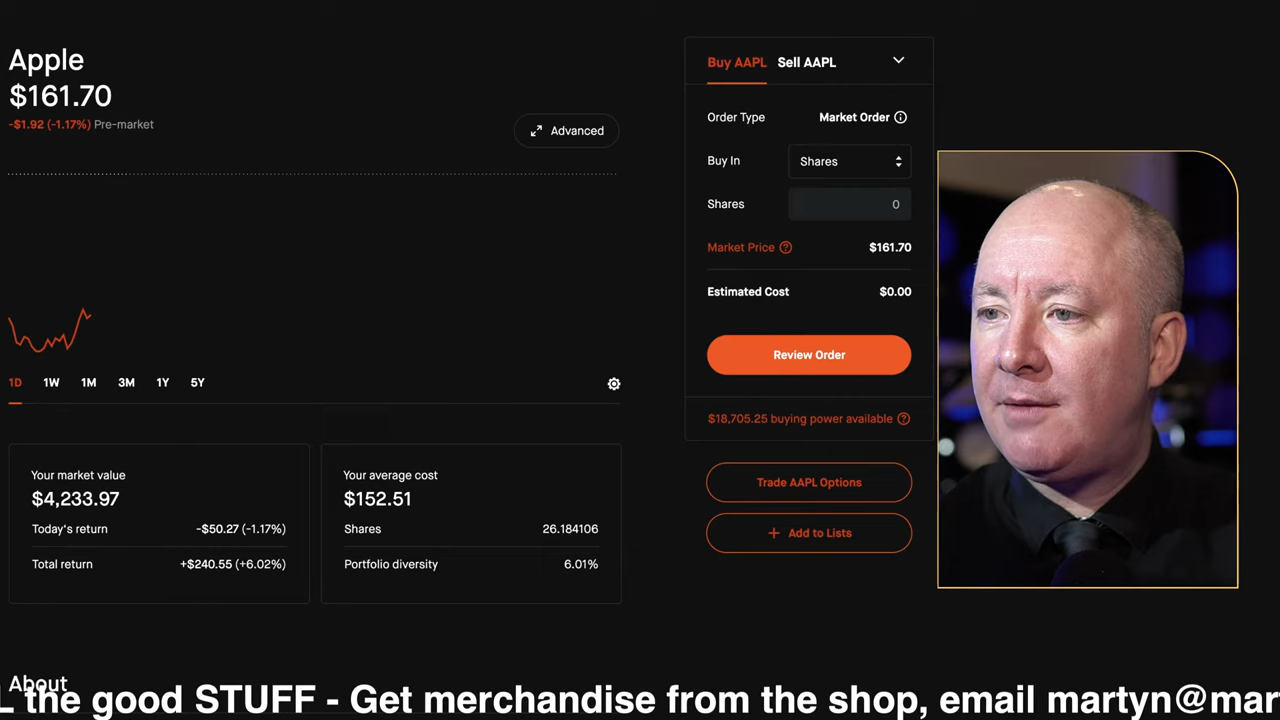 Apple
$161.70
-$1.92 (-1.17%) Pre-market
Advanced
1D 1W 1M 3M 1Y 5Y
Your market value
$4,233.97
Today's return -$50.27 (-1.17%)
Total return +$240.55 (+6.02%)
Your average cost
$152.51
Shares 26.184106
Portfolio diversity 6.01%
Buy AAPL Sell AAPL
Order Type Market Order
Buy In Shares
Shares 0
Market Price $161.70
Estimated Cost $0.00
Review Order
$18,705.25 buying power available
Trade AAPL Options
+ Add to Lists
About
L the good STUFF - Get merchandise from the shop, email martyn@mar